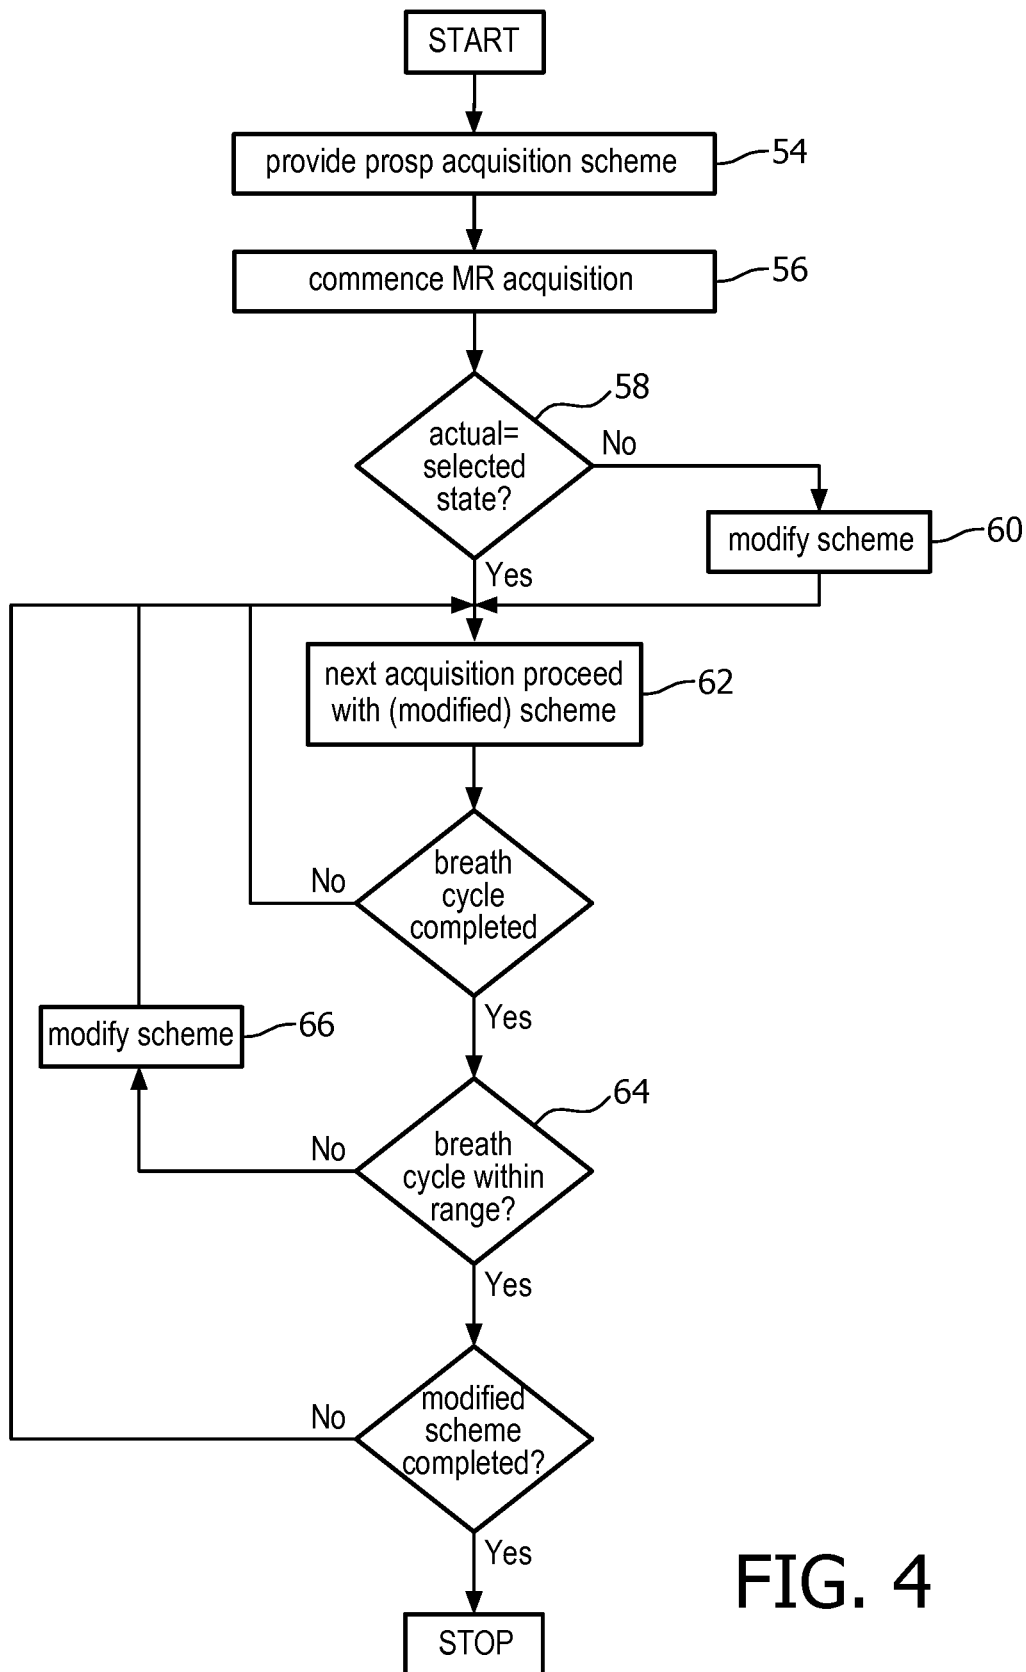 START
provide prosp acquisition scheme
54
commence MR acquisition
56
58
actual=
selected
state?
No
modify scheme
60
Yes
next acquisition proceed
with (modified) scheme
62
breath
cycle
completed
No
Yes
modify scheme
66
64
breath
cycle within
range?
No
Yes
modified
scheme
completed?
No
Yes
STOP
FIG. 4